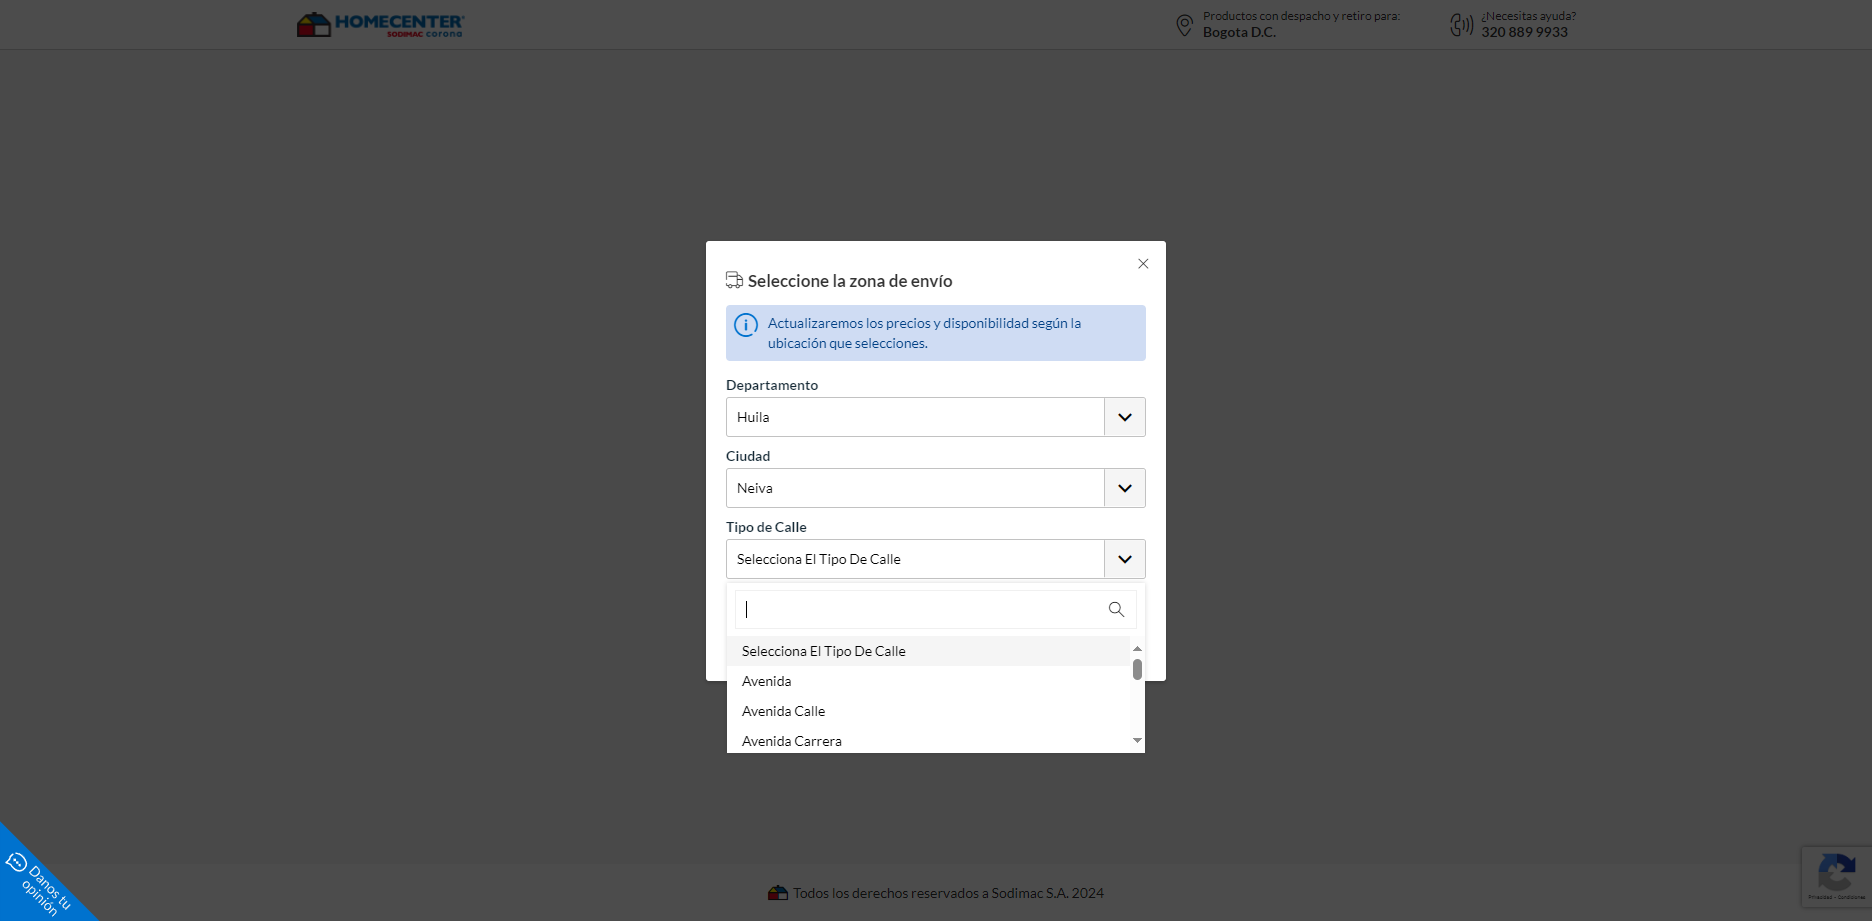 HOMECENTER
SODIMAC corona
Productos con despacho y retiro para:
Bogota D.C.
¿Necesitas ayuda?
320 889 9933
Seleccione la zona de envío
Actualizaremos los precios y disponibilidad según la
ubicación que selecciones.
Departamento
Huila
Ciudad
Neiva
Tipo de Calle
Selecciona El Tipo De Calle
Selecciona El Tipo De Calle
Avenida
Avenida Calle
Avenida Carrera
Danos tu
opinión
Todos los derechos reservados a Sodimac S.A. 2024
Privacidad - Condiciones